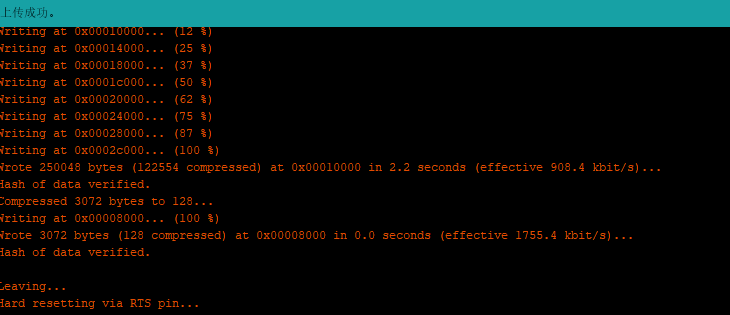 上传成功。
Writing at 0x00010000... (12 %)
Writing at 0x00014000... (25 %)
Writing at 0x00018000... (37 %)
Writing at 0x0001c000... (50 %)
Writing at 0x00020000... (62 %)
Writing at 0x00024000... (75 %)
Writing at 0x00028000... (87 %)
Writing at 0x0002c000... (100 %)
Wrote 250048 bytes (122554 compressed) at 0x00010000 in 2.2 seconds (effective 908.4 kbit/s)...
Hash of data verified.
Compressed 3072 bytes to 128...
Writing at 0x00008000... (100 %)
Wrote 3072 bytes (128 compressed) at 0x00008000 in 0.0 seconds (effective 1755.4 kbit/s)...
Hash of data verified.
Leaving...
Hard resetting via RTS pin...